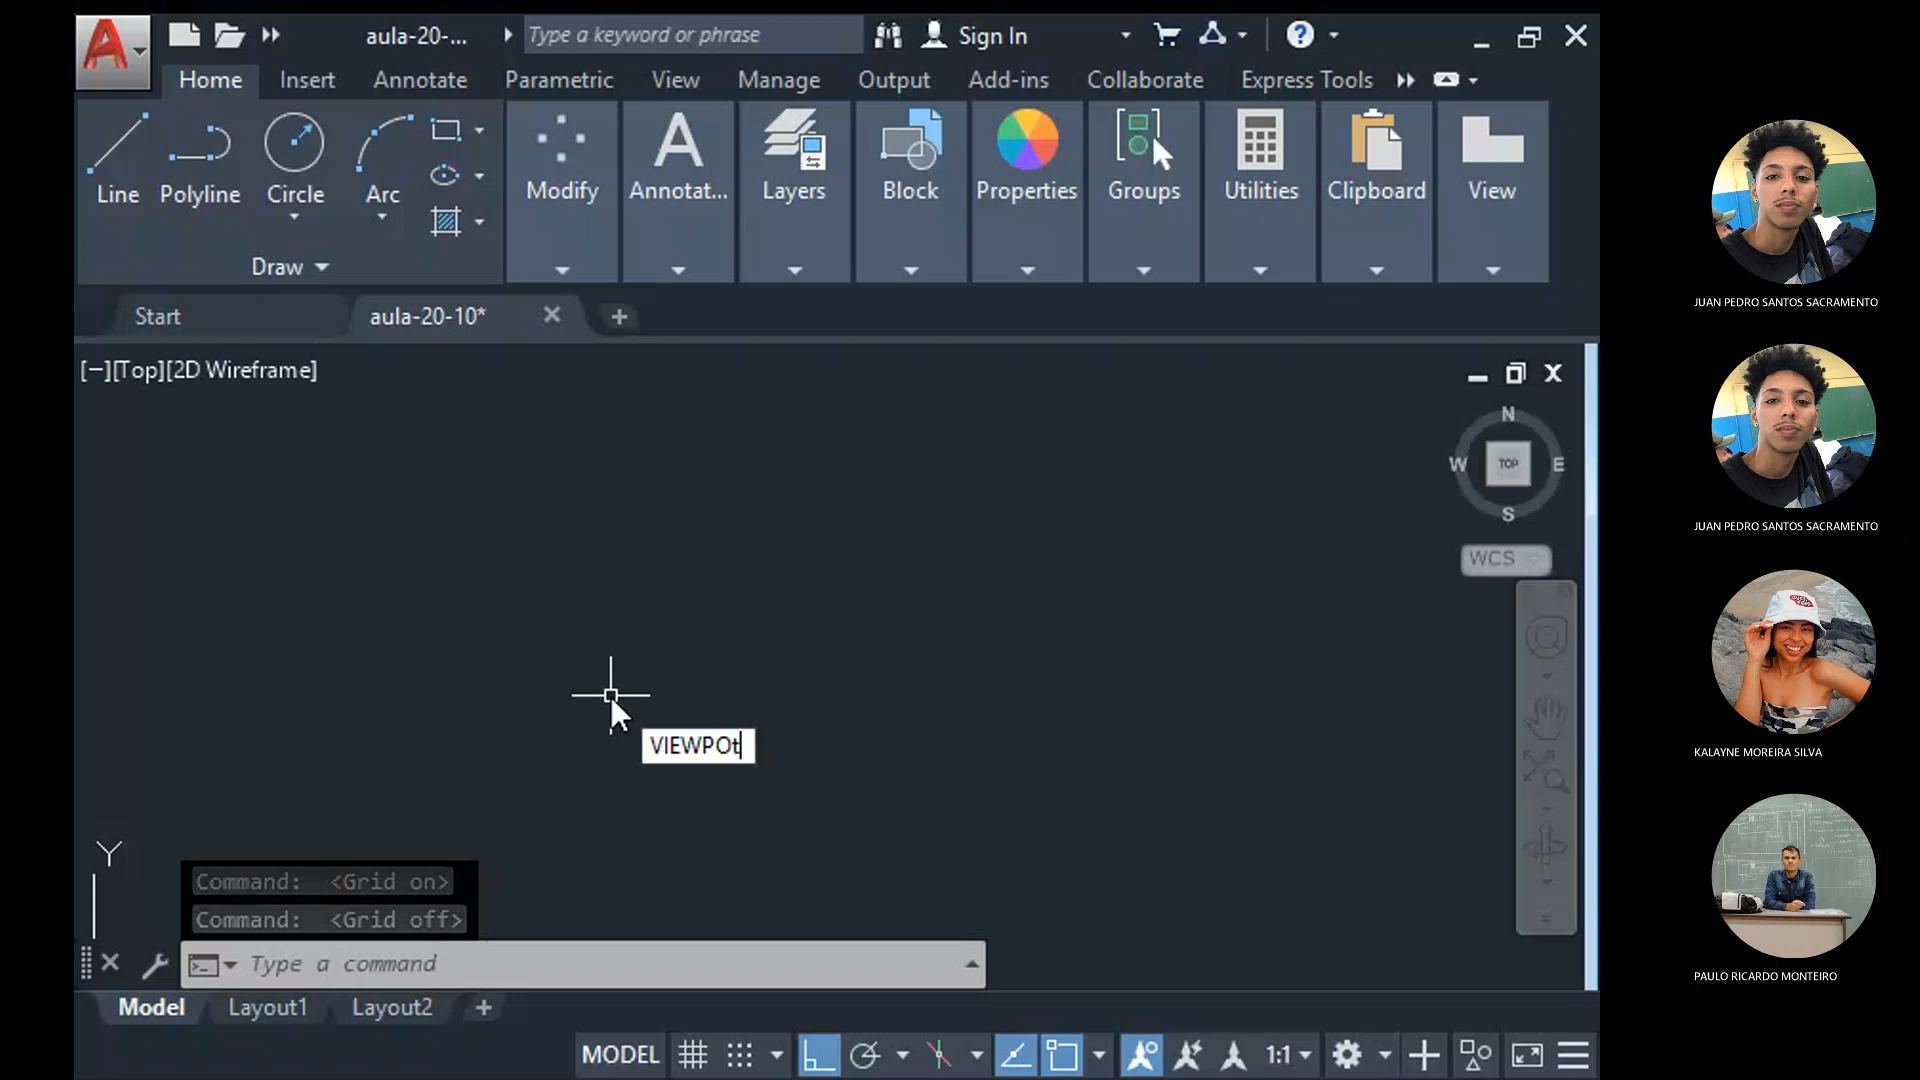 aula-20-...
Type a keyword or phrase
Sign In
Home
Insert
Annotate
Parametric
View
Manage
Output
Add-ins
Collaborate
Express Tools
Line
Polyline
Circle
Arc
Draw
Modify
Annotat...
Layers
Block
Properties
Groups
Utilities
Clipboard
View
Start
aula-20-10*
[−][Top][2D Wireframe]
N
W
TOP
E
S
WCS
VIEWPOt
Y
Command: <Grid on>
Command: <Grid off>
Type a command
Model
Layout1
Layout2
MODEL
1:1
JUAN PEDRO SANTOS SACRAMENTO
JUAN PEDRO SANTOS SACRAMENTO
KALAYNE MOREIRA SILVA
PAULO RICARDO MONTEIRO